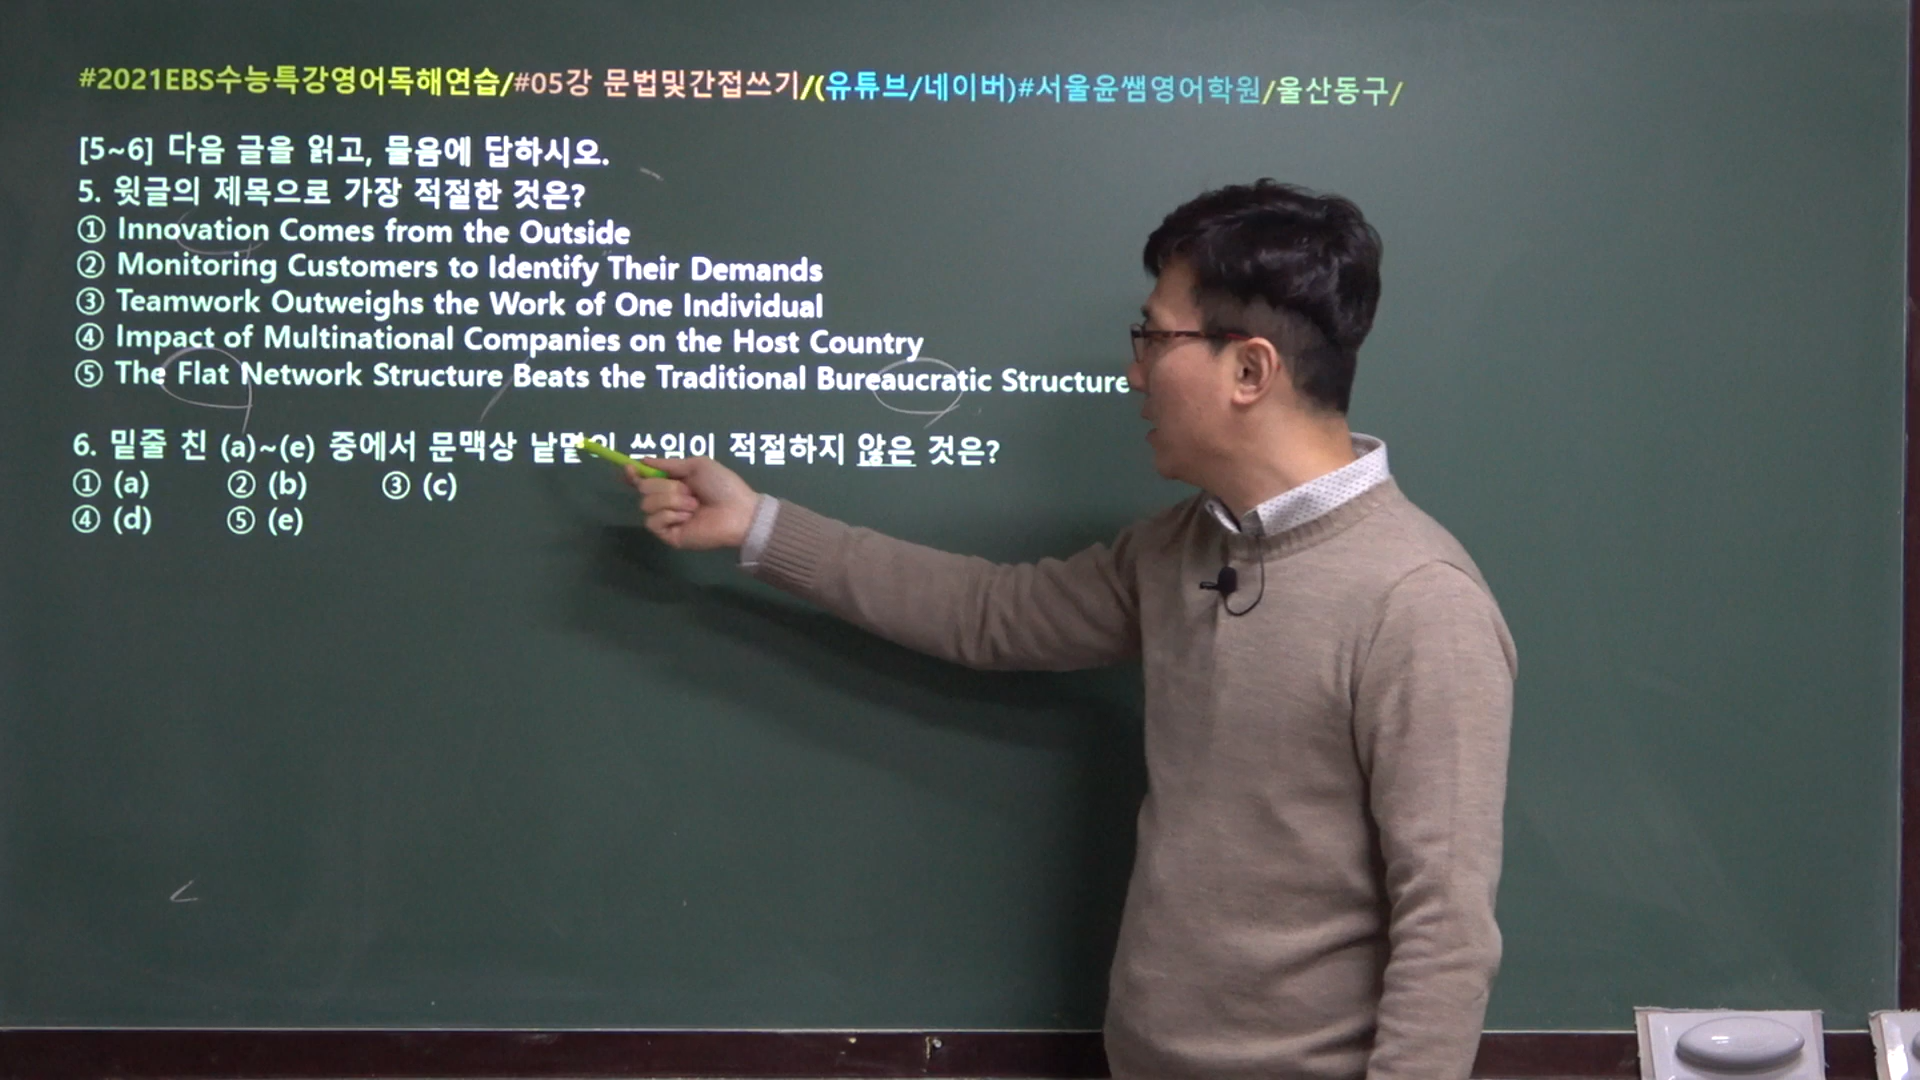 #2021EBS수능특강영어독해연습/#05강 문법및간접쓰기/(유튜브/네이버)#서울윤쌤영어학원/울산동구/
[5~6] 다음 글을 읽고, 물음에 답하시오.
5. 윗글의 제목으로 가장 적절한 것은?
① Innovation Comes from the Outside
② Monitoring Customers to Identify Their Demands
③ Teamwork Outweighs the Work of One Individual
④ Impact of Multinational Companies on the Host Country
⑤ The Flat Network Structure Beats the Traditional Bureaucratic Structure
6. 밑줄 친 (a)~(e) 중에서 문맥상 낱말의 쓰임이 적절하지 않은 것은?
① (a) ② (b) ③ (c)
④ (d) ⑤ (e)